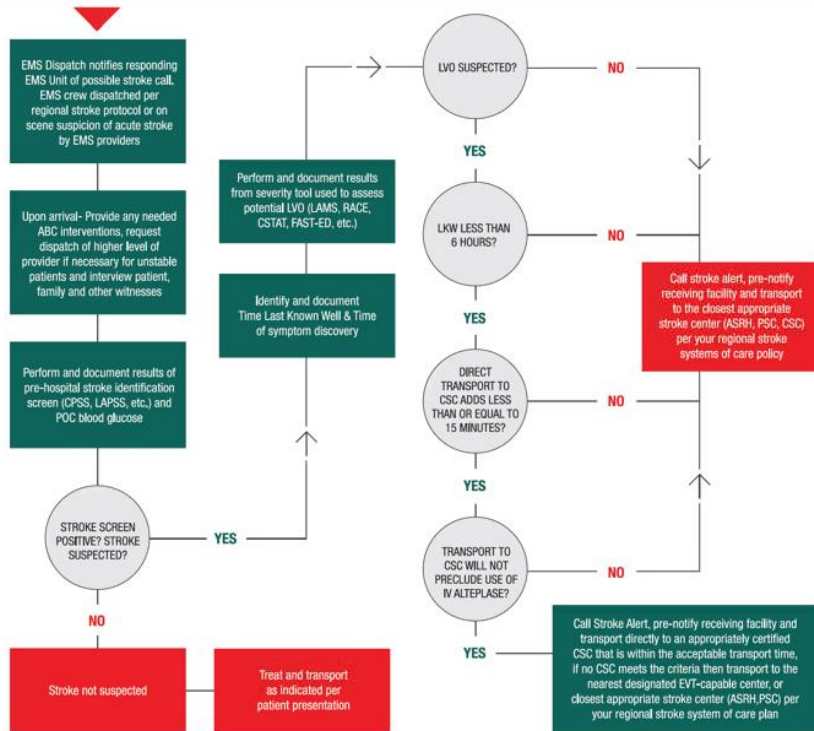 EMS Dispatch notifies responding
EMS Unit of possible stroke call.
EMS crew dispatched per
regional stroke protocol or on
scene suspicion of acute stroke
by EMS providers
Upon arrival- Provide any needed
ABC interventions, request
dispatch of higher level of
provider if necessary for unstable
patients and interview patient,
family and other witnesses
Perform and document results of
pre-hospital stroke identification
screen (CPSS, LAPSS, etc.) and
POC blood glucose
STROKE SCREEN
POSITIVE? STROKE
SUSPECTED?
NO
Stroke not suspected
Treat and transport
as indicated per
patient presentation
YES
Identify and document
Time Last Known Well & Time
of symptom discovery
Perform and document results
from severity tool used to assess
potential LVO (LAMS, RACE,
CSTAT, FAST-ED, etc.)
LVO SUSPECTED?
NO
YES
LKW LESS THAN
6 HOURS?
NO
YES
DIRECT
TRANSPORT TO
CSC ADDS LESS
THAN OR EQUAL TO
15 MINUTES?
NO
YES
TRANSPORT TO
CSC WILL NOT
PRECLUDE USE OF
IV ALTEPLASE?
NO
YES
Call stroke alert, pre-notify
receiving facility and transport
to the closest appropriate
stroke center (ASRH, PSC, CSC)
per your regional stroke
systems of care policy
Call Stroke Alert, pre-notify receiving facility and
transport directly to an appropriately certified
CSC that is within the acceptable transport time,
if no CSC meets the criteria then transport to the
nearest designated EVT-capable center, or
closest appropriate stroke center (ASRH,PSC) per
your regional stroke system of care plan